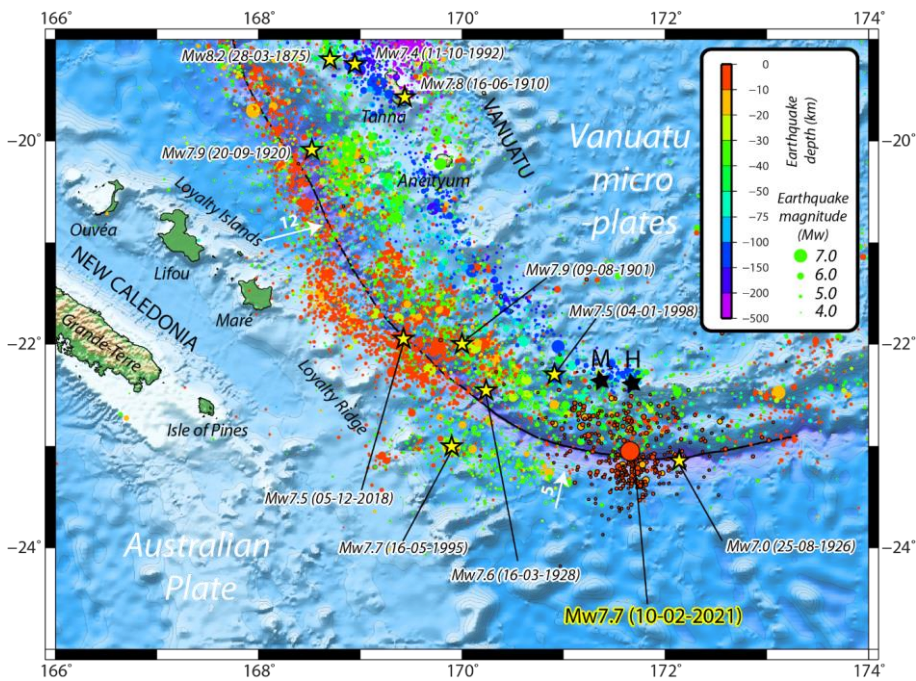 166° 168° 170° 172° 174°
Mw8.2 (28-03-1875)
Mw7.4 (11-10-1992)
Mw7.8 (16-06-1910)
Tanna
VANUATU
−20°
Mw7.9 (20-09-1920)
Aneityum
Vanuatu
micro
-plates
0
−10
−20
−30
−40
−50
−75
−100
−150
−200
−500
Earthquake
depth (km)
Earthquake
magnitude
(Mw)
7.0
6.0
5.0
4.0
Loyalty Islands
12
Ouvéa
Lifou
Maré
NEW CALEDONIA
Grande-Terre
Mw7.9 (09-08-1901)
Mw7.5 (04-01-1998)
−22°
M H
Loyalty Ridge
Isle of Pines
5
Mw7.5 (05-12-2018)
Mw7.7 (16-05-1995)
Mw7.6 (16-03-1928)
Mw7.0 (25-08-1926)
−24°
Australian
Plate
Mw7.7 (10-02-2021)
166° 168° 170° 172° 174°